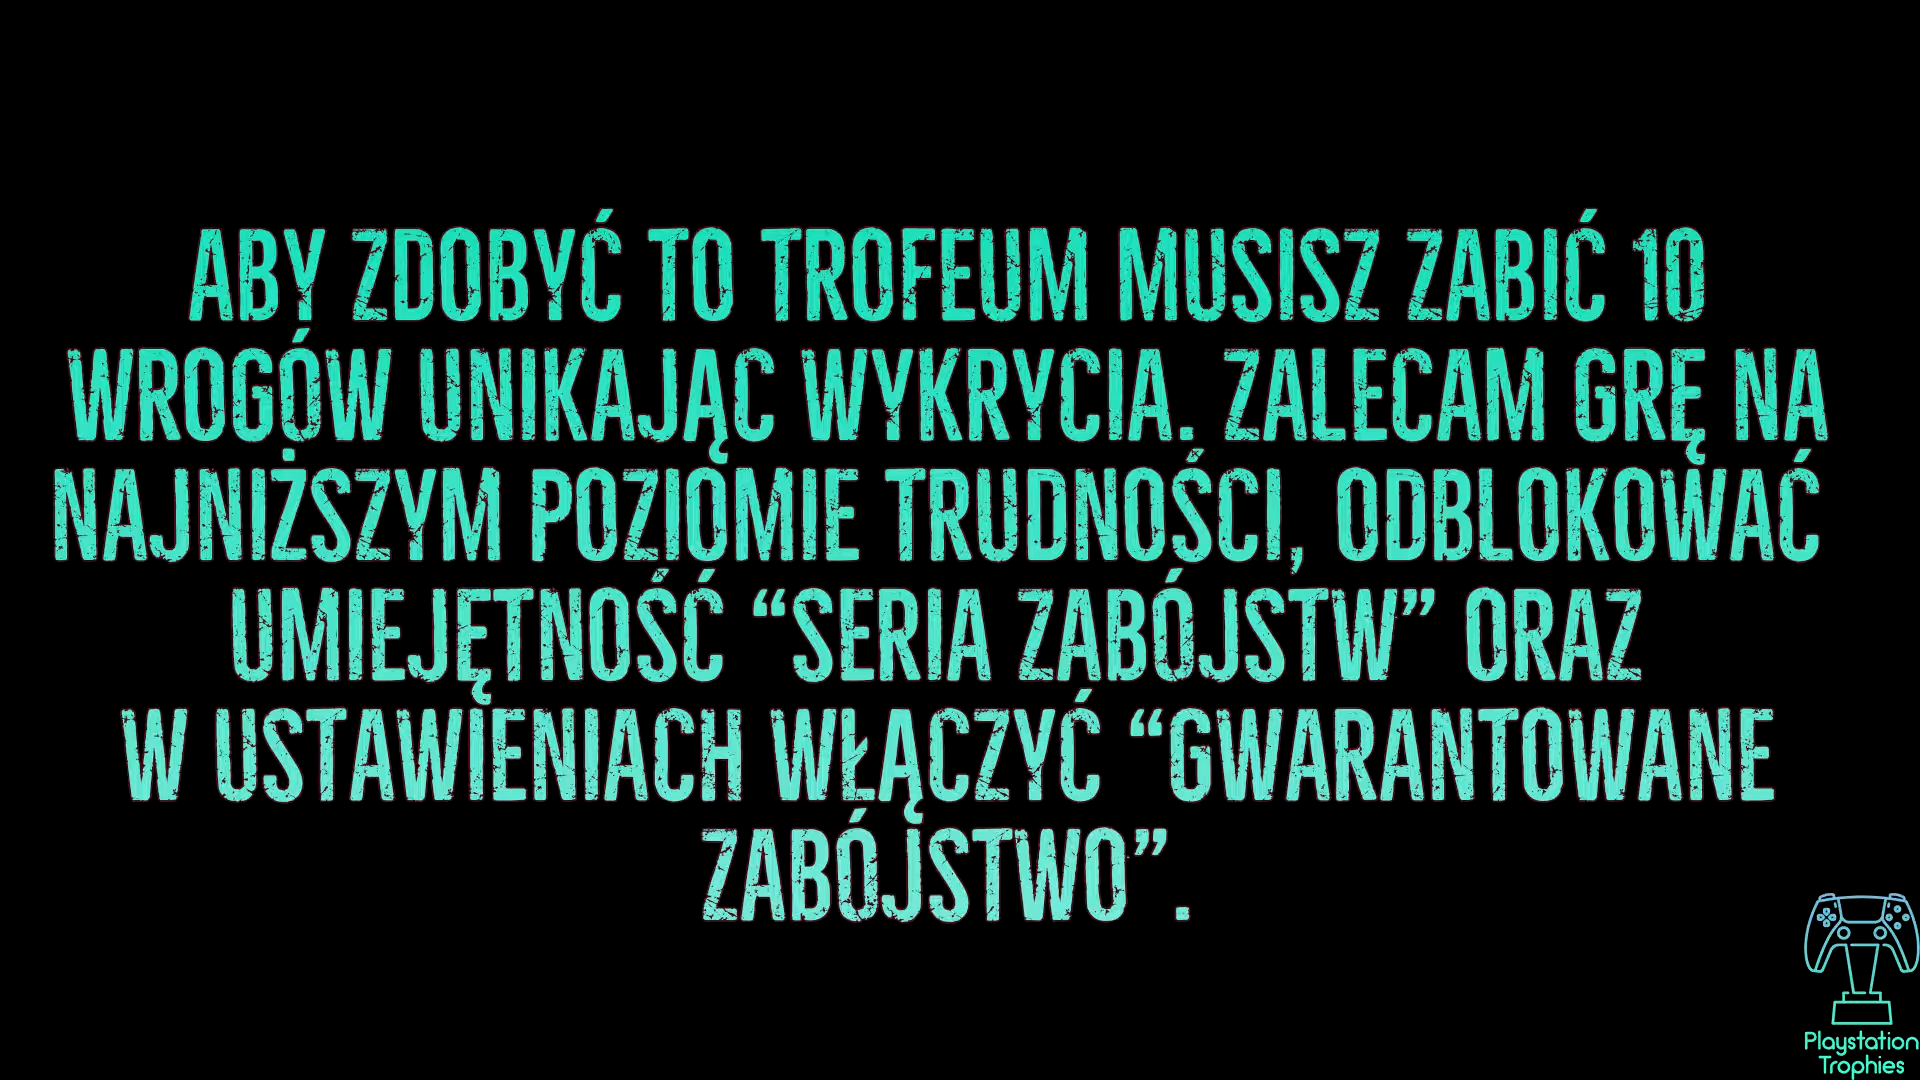 ABY ZDOBYĆ TO TROFEUM MUSISZ ZABIĆ 10
WROGÓW UNIKAJĄC WYKRYCIA. ZALECAM GRĘ NA
NAJNIŻSZYM POZIOMIE TRUDNOŚCI, ODBLOKOWAĆ
UMIEJĘTNOŚĆ “SERIA ZABÓJSTW” ORAZ
W USTAWIENIACH WŁĄCZYĆ “GWARANTOWANE
ZABÓJSTWO”.
Playstation
Trophies